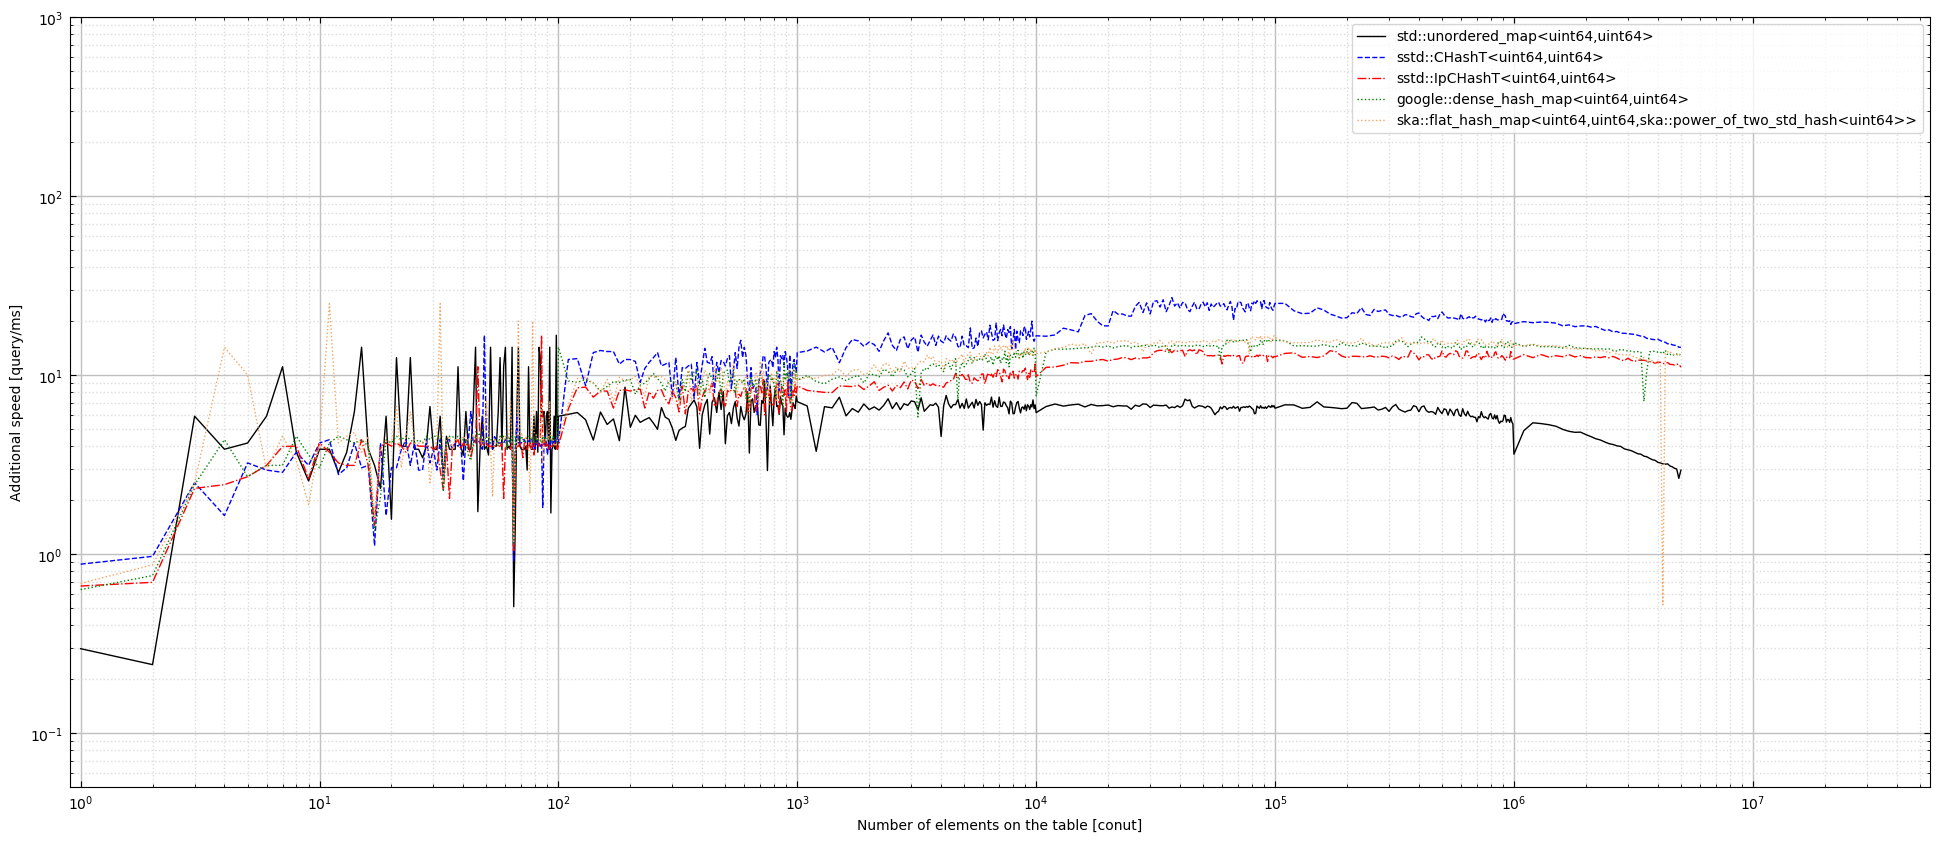 10³
10²
10¹
10⁰
10⁻¹
Additional speed [query/ms]
std::unordered_map<uint64,uint64>
sstd::CHashT<uint64,uint64>
sstd::IpCHashT<uint64,uint64>
google::dense_hash_map<uint64,uint64>
ska::flat_hash_map<uint64,uint64,ska::power_of_two_std_hash<uint64>>
10⁰ 10¹ 10² 10³ 10⁴ 10⁵ 10⁶ 10⁷
Number of elements on the table [conut]